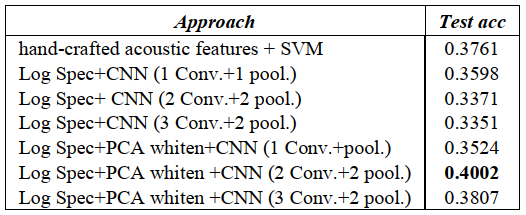 Approach Test acc
hand-crafted acoustic features + SVM 0.3761
Log Spec+CNN (1 Conv.+1 pool.) 0.3598
Log Spec+ CNN (2 Conv.+2 pool.) 0.3371
Log Spec+CNN (3 Conv.+2 pool.) 0.3351
Log Spec+PCA whiten+CNN (1 Conv.+pool.) 0.3524
Log Spec+PCA whiten +CNN (2 Conv.+2 pool.) 0.4002
Log Spec+PCA whiten +CNN (3 Conv.+2 pool.) 0.3807